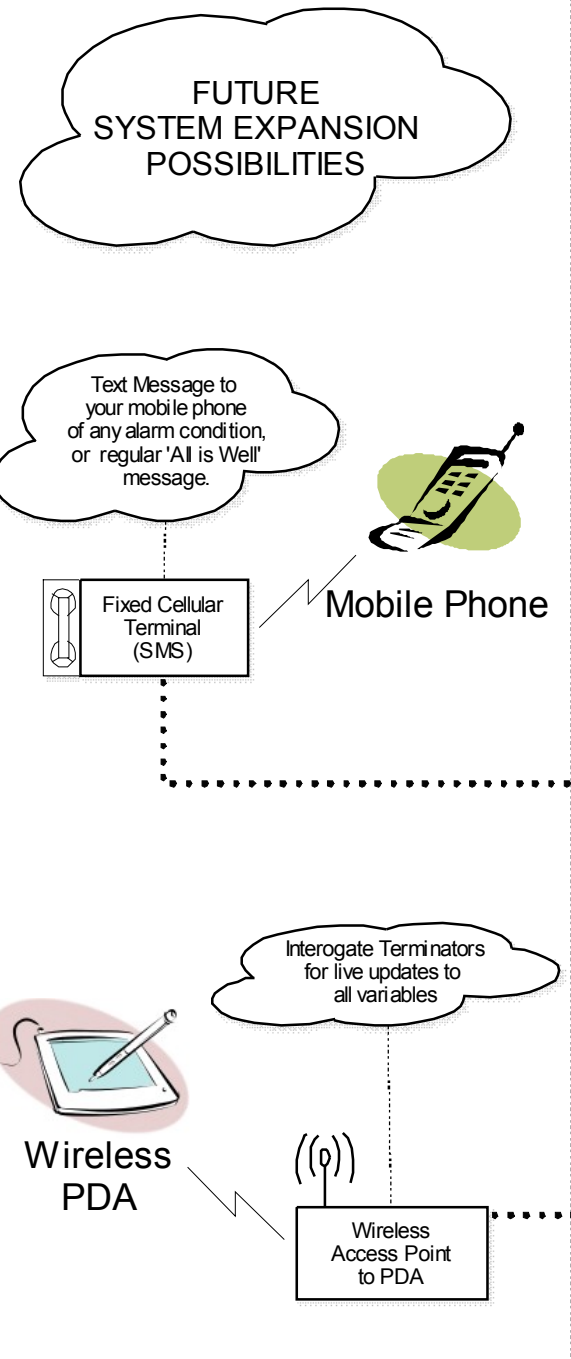 FUTURE
SYSTEM EXPANSION
POSSIBILITIES
Text Message to
your mobile phone
of any alarm condition,
or regular 'All is Well'
message.
Mobile Phone
Fixed Cellular
Terminal
(SMS)
Interogate Terminators
for live updates to
all variables
Wireless
PDA
Wireless
Access Point
to PDA